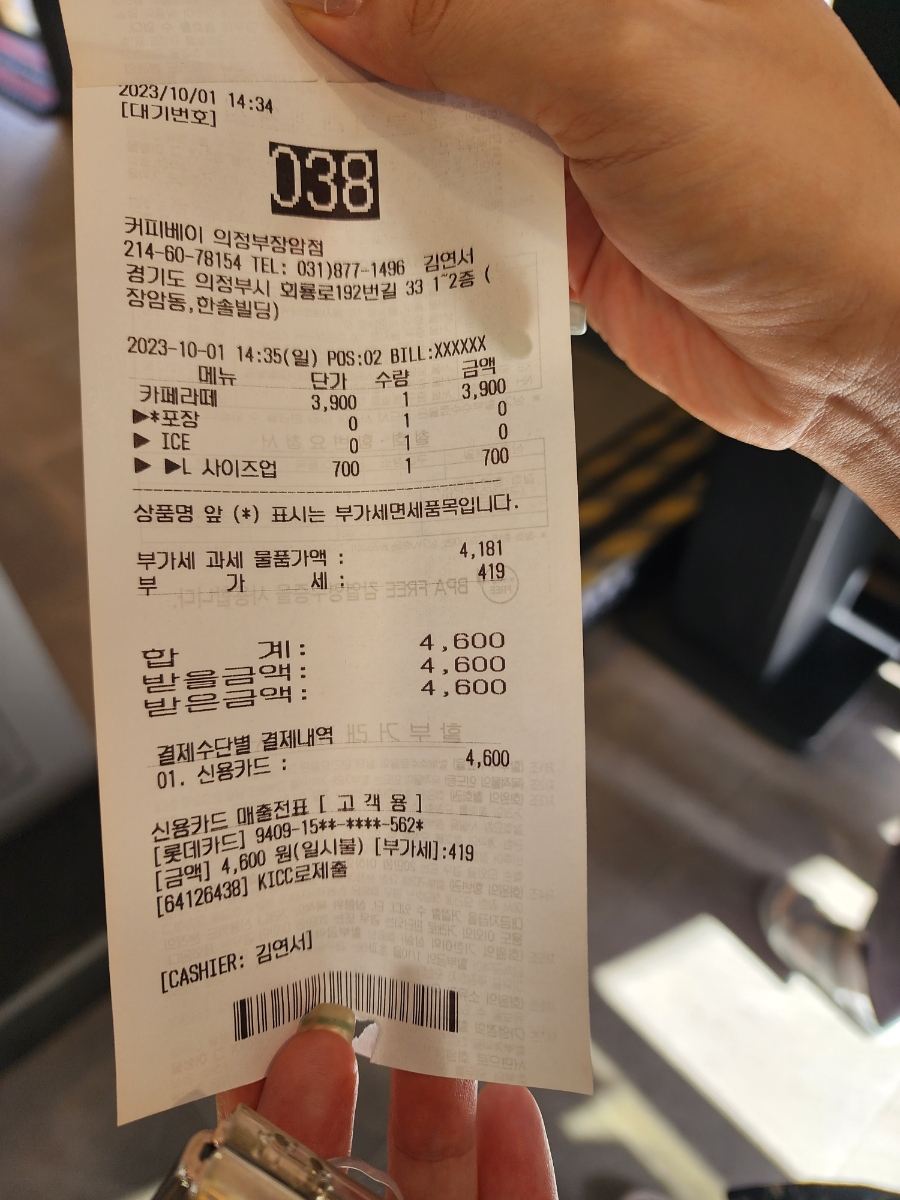 2023/10/01 14:34
[대기번호]
038
커피베이 의정부장암점
214-60-78154 TEL: 031)877-1496 김연서
경기도 의정부시 회룡로192번길 33 1~2층 (
장암동,한솔빌딩)
2023-10-01 14:35(일) POS:02 BILL:XXXXXX
메뉴 단가 수량 금액
카페라떼 3,900 1 3,900
▶*포장 0 1 0
▶ ICE 0 1 0
▶ ▶L 사이즈업 700 1 700
상품명 앞 (*) 표시는 부가세면세품목입니다.
부가세 과세 물품가액 : 4,181
부 가 세 : 419
합 계: 4,600
받을금액: 4,600
받은금액: 4,600
결제수단별 결제내역
01. 신용카드 : 4,600
신용카드 매출전표 [ 고 객 용 ]
[롯데카드] 9409-15**-****-562*
[금액] 4,600 원(일시불) [부가세]:419
[64126438] KICC로제출
[CASHIER: 김연서]